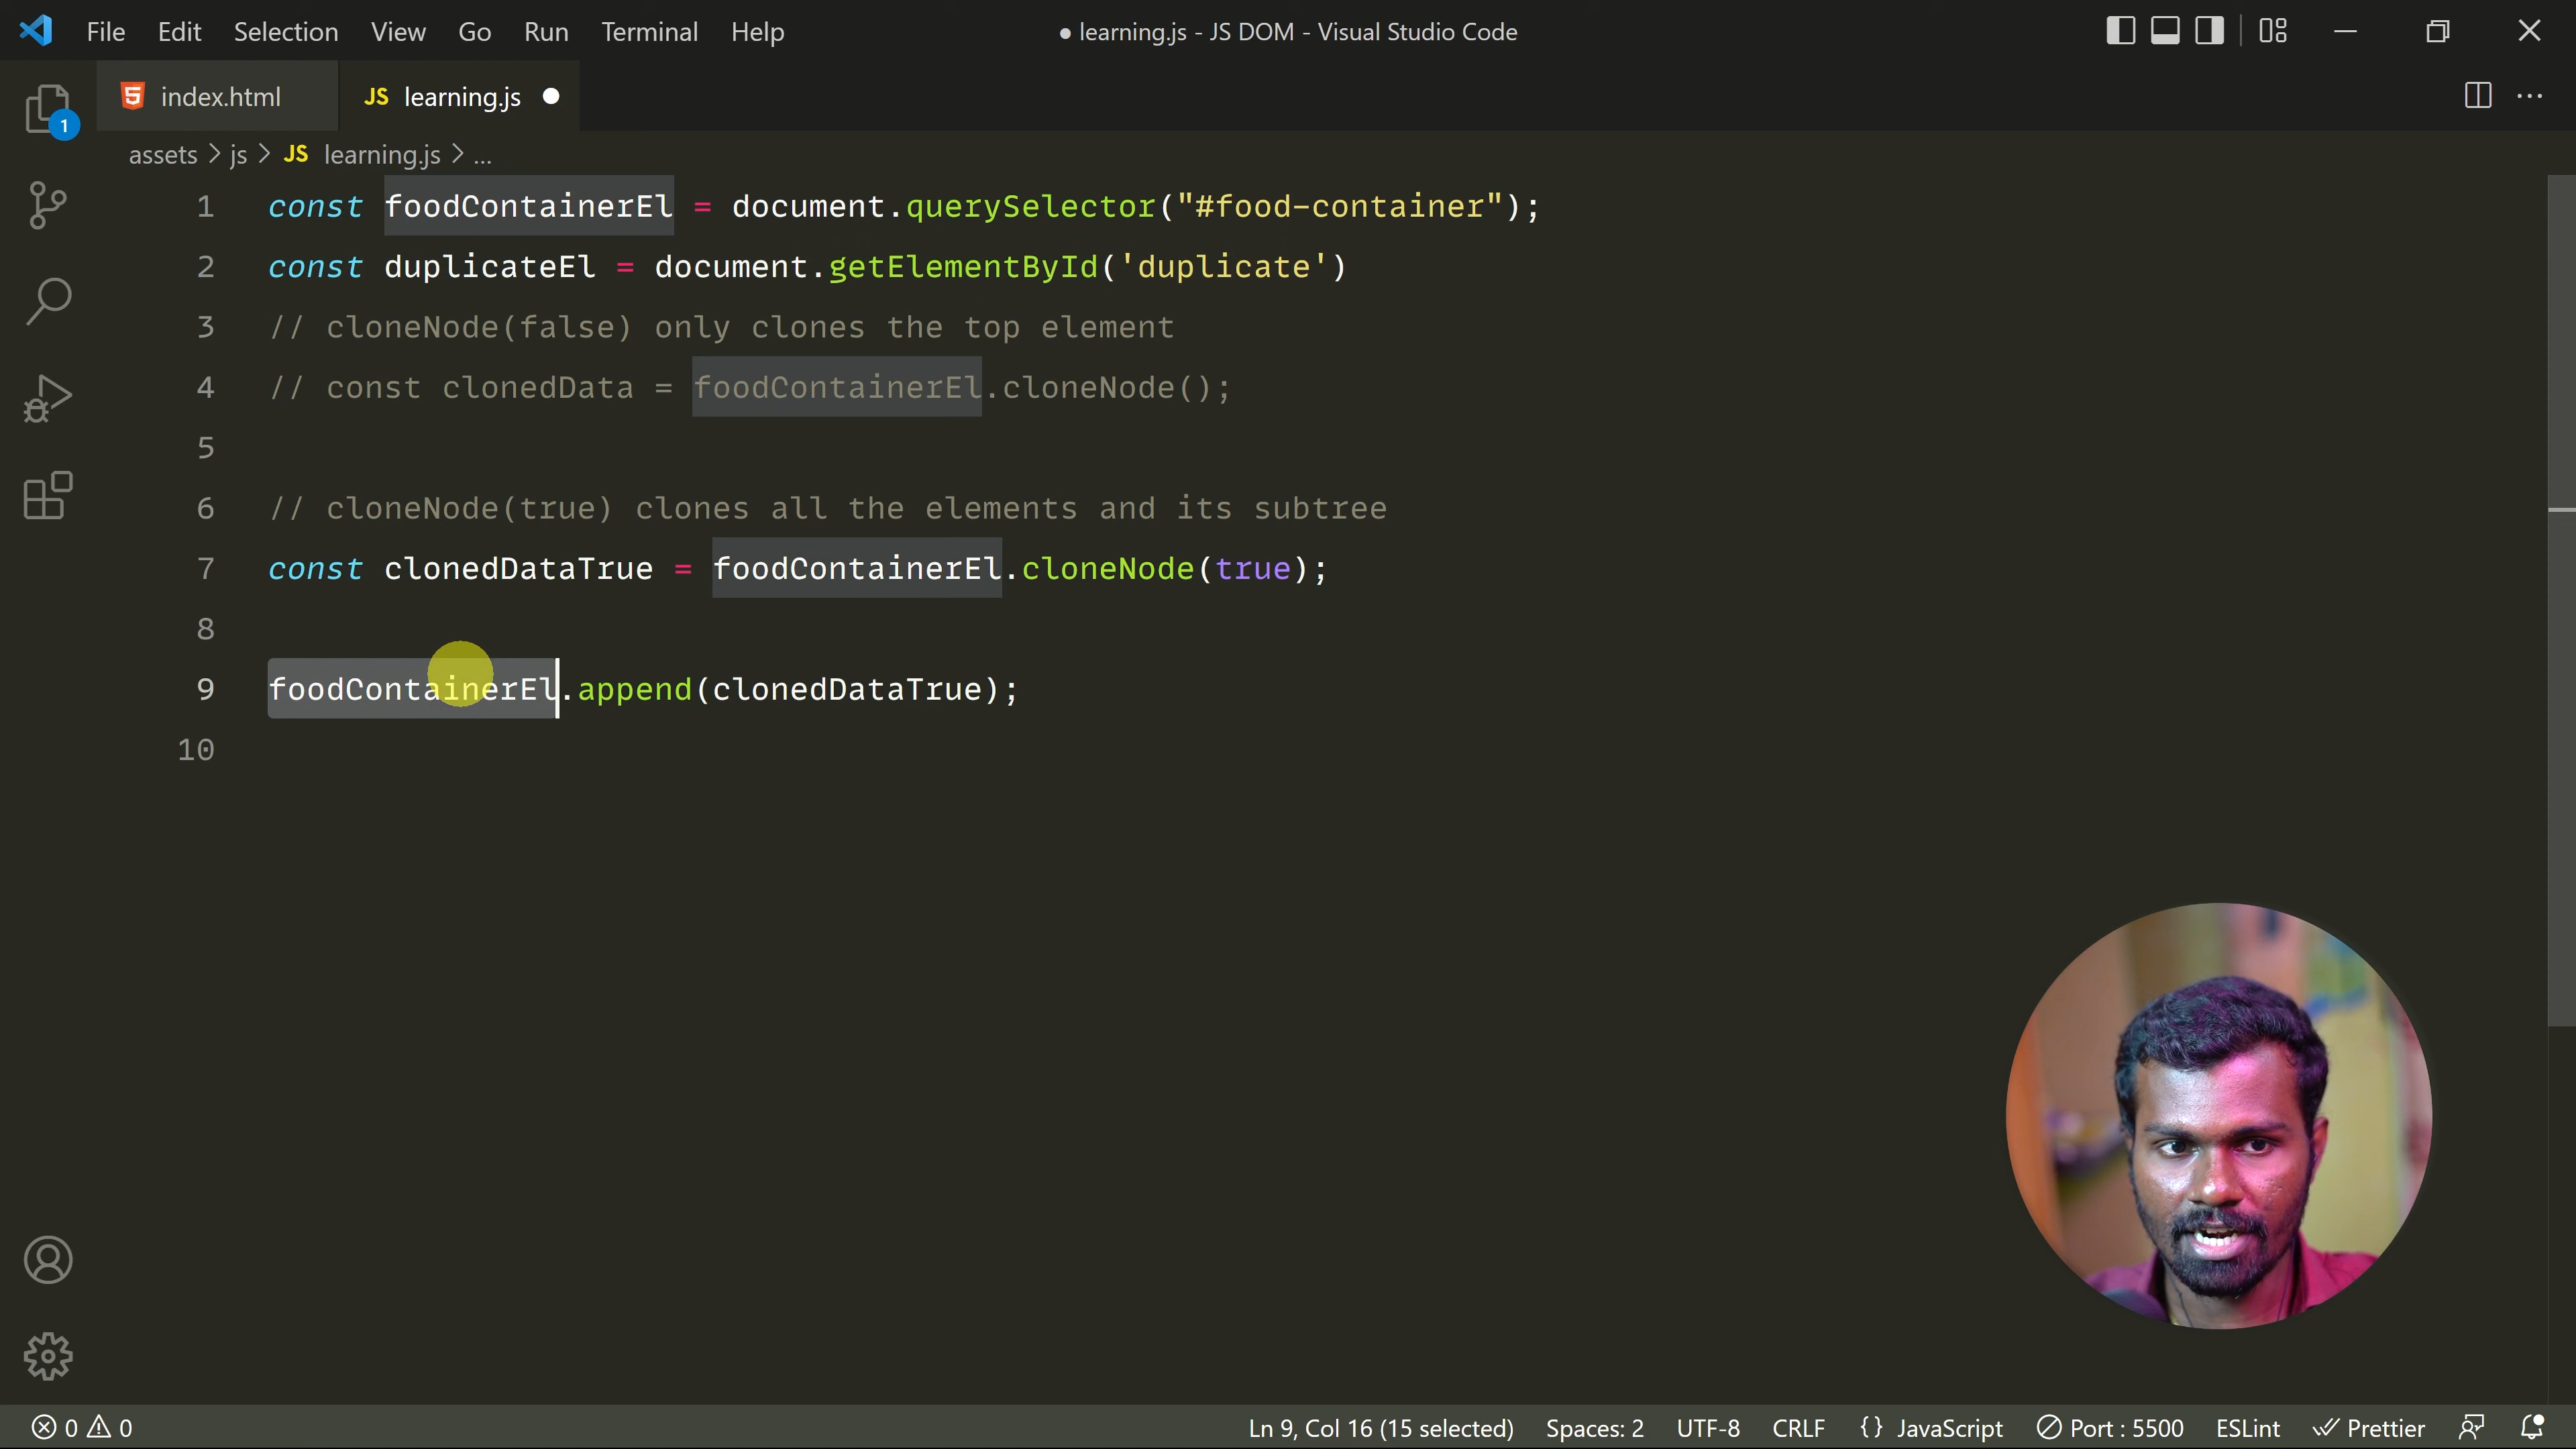 File Edit Selection View Go Run Terminal Help
● learning.js - JS DOM - Visual Studio Code
index.html
JS learning.js ●
1
assets > js > JS learning.js > ...
1 const foodContainerEl = document.querySelector("#food-container");
2 const duplicateEl = document.getElementById('duplicate')
3 // cloneNode(false) only clones the top element
4 // const clonedData = foodContainerEl.cloneNode();
5
6 // cloneNode(true) clones all the elements and its subtree
7 const clonedDataTrue = foodContainerEl.cloneNode(true);
8
9 foodContainerEl.append(clonedDataTrue);
10
0 0 Ln 9, Col 16 (15 selected) Spaces: 2 UTF-8 CRLF {} JavaScript Port : 5500 ESLint Prettier